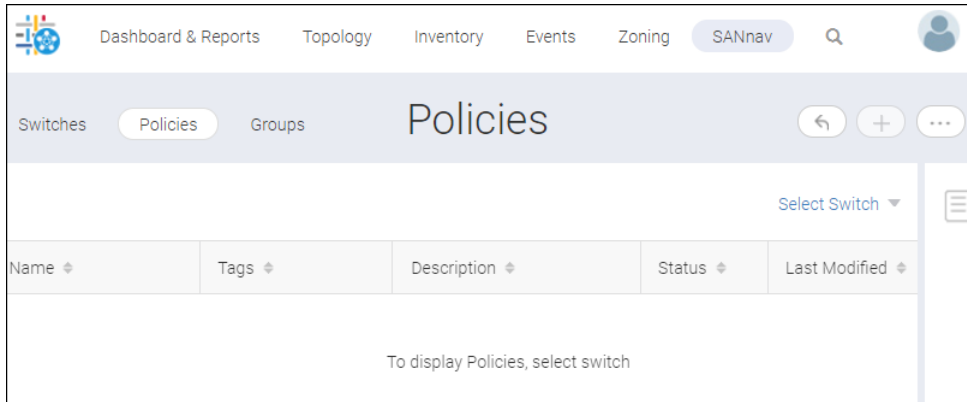 Dashboard & Reports Topology Inventory Events Zoning SANnav
Switches Policies Groups Policies
Select Switch
Name Tags Description Status Last Modified
To display Policies, select switch